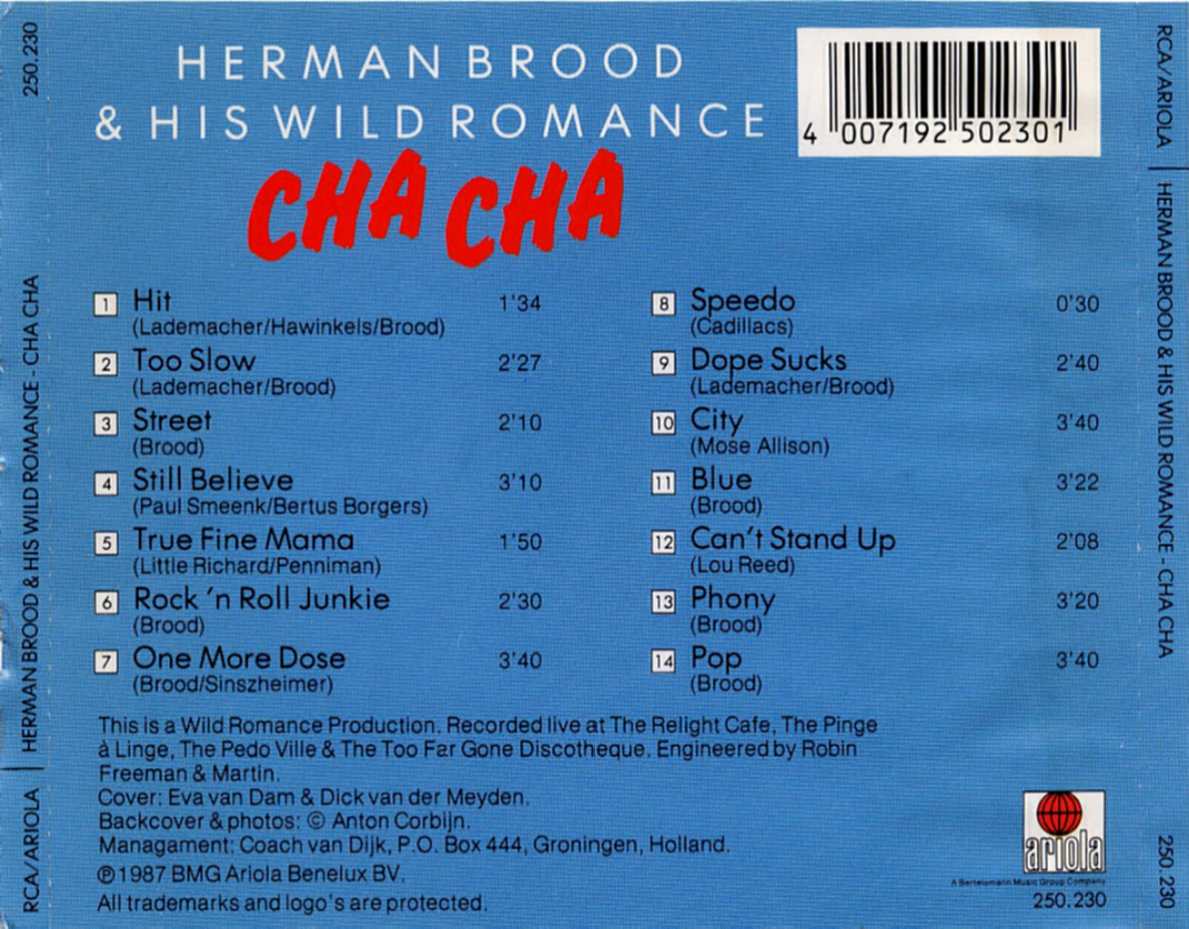 HERMAN BROOD
& HIS WILD ROMANCE
CHA CHA
4 007192 502301
1 Hit 1'34
(Lademacher/Hawinkels/Brood)
2 Too Slow 2'27
(Lademacher/Brood)
3 Street 2'10
(Brood)
4 Still Believe 3'10
(Paul Smeenk/Bertus Borgers)
5 True Fine Mama 1'50
(Little Richard/Penniman)
6 Rock 'n Roll Junkie 2'30
(Brood)
7 One More Dose 3'40
(Brood/Sinszheimer)
8 Speedo 0'30
(Cadillacs)
9 Dope Sucks 2'40
(Lademacher/Brood)
10 City 3'40
(Mose Allison)
11 Blue 3'22
(Brood)
12 Can't Stand Up 2'08
(Lou Reed)
13 Phony 3'20
(Brood)
14 Pop 3'40
(Brood)
This is a Wild Romance Production. Recorded live at The Relight Cafe, The Pinge
à Linge, The Pedo Ville & The Too Far Gone Discotheque. Engineered by Robin
Freeman & Martin.
Cover: Eva van Dam & Dick van der Meyden.
Backcover & photos: © Anton Corbijn.
Managament: Coach van Dijk, P.O. Box 444, Groningen, Holland.
℗ 1987 BMG Ariola Benelux BV.
All trademarks and logo's are protected.
ariola
A Bertelsmann Music Group Company
250.230
RCA/ARIOLA HERMAN BROOD & HIS WILD ROMANCE - CHA CHA 250.230
RCA/ARIOLA HERMAN BROOD & HIS WILD ROMANCE - CHA CHA 250.230